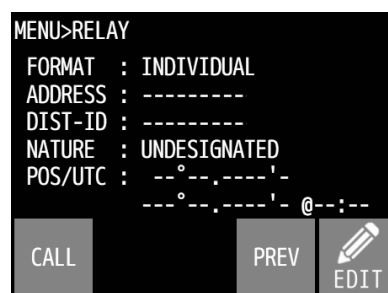 MENU>RELAY
FORMAT : INDIVIDUAL
ADDRESS : ---------
DIST-ID : ---------
NATURE : UNDESIGNATED
POS/UTC : --°--.----'-
---°--.----'- @--:--
CALL PREV EDIT